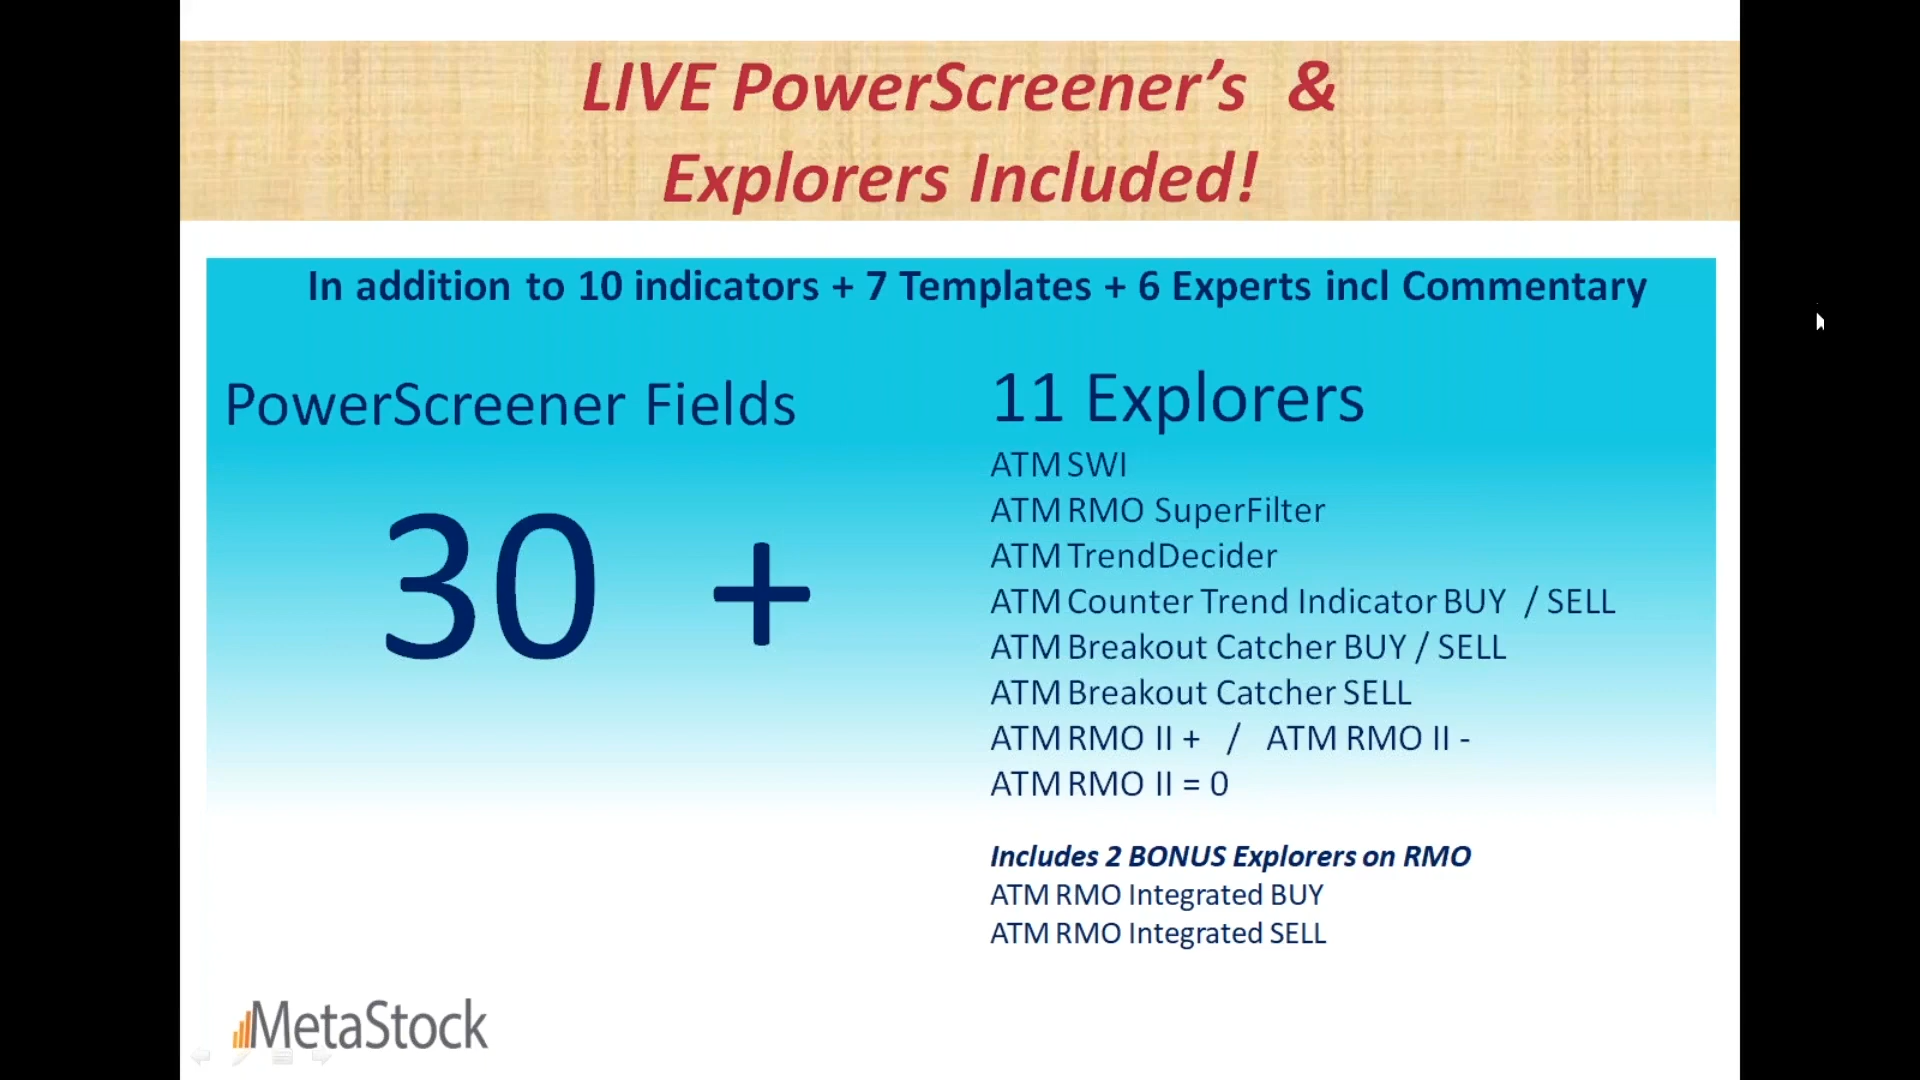 LIVE PowerScreener’s &
Explorers Included!
In addition to 10 indicators + 7 Templates + 6 Experts incl Commentary
PowerScreener Fields
30 +
11 Explorers
ATM SWI
ATM RMO SuperFilter
ATM TrendDecider
ATM Counter Trend Indicator BUY / SELL
ATM Breakout Catcher BUY / SELL
ATM Breakout Catcher SELL
ATM RMO II + / ATM RMO II -
ATM RMO II = 0
Includes 2 BONUS Explorers on RMO
ATM RMO Integrated BUY
ATM RMO Integrated SELL
MetaStock